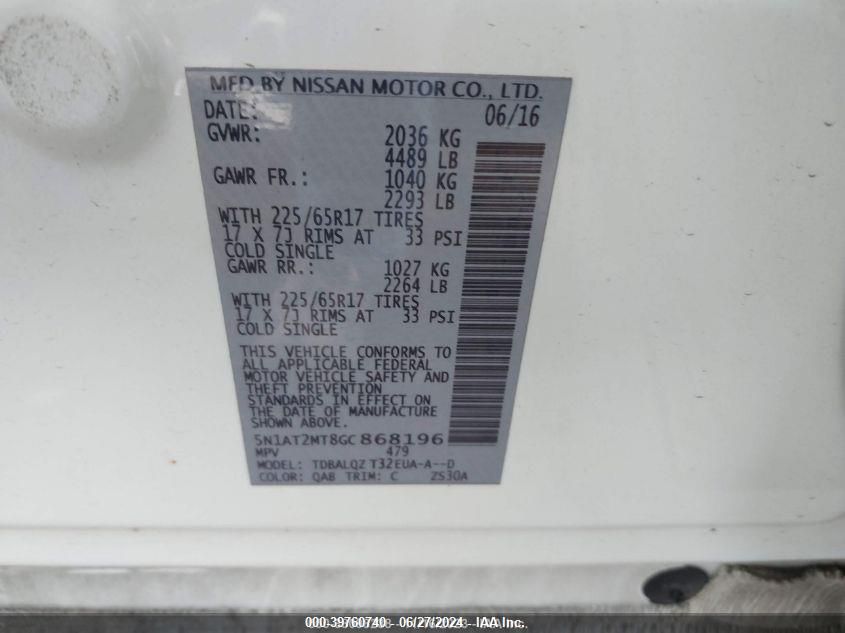 MFD BY NISSAN MOTOR CO., LTD.
DATE: 06/16
GVWR: 2036 KG
4489 LB
GAWR FR.: 1040 KG
2293 LB
WITH 225/65R17 TIRES
17 X 7J RIMS AT 33 PSI
COLD SINGLE
GAWR RR.: 1027 KG
2264 LB
WITH 225/65R17 TIRES
17 X 7J RIMS AT 33 PSI
COLD SINGLE
THIS VEHICLE CONFORMS TO
ALL APPLICABLE FEDERAL
MOTOR VEHICLE SAFETY AND
THEFT PREVENTION
STANDARDS IN EFFECT ON
THE DATE OF MANUFACTURE
SHOWN ABOVE.
5N1AT2MT8GC868196
MPV 479
MODEL: TDBALQZ T32EUA-A--D
COLOR: QAB TRIM: C ZS30A
000-39760740 - 06/27/2024 - IAA Inc.